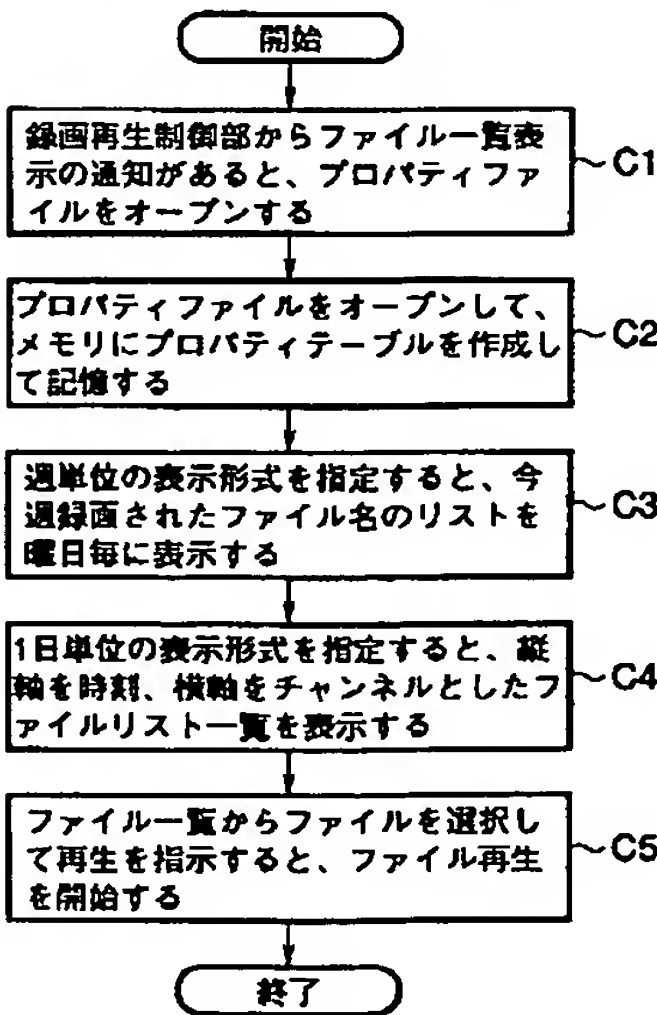 開始
録画再生制御部からファイル一覧表
示の通知があると、プロパティファ
イルをオープンする
~C1
プロパティファイルをオープンして、
メモリにプロパティテーブルを作成し
て記憶する
~C2
週単位の表示形式を指定すると、今
週録画されたファイル名のリストを
曜日毎に表示する
~C3
1日単位の表示形式を指定すると、縦
軸を時刻、横軸をチャンネルとしたフ
ァイルリスト一覧を表示する
~C4
ファイル一覧からファイルを選択し
て再生を指示すると、ファイル再生
を開始する
~C5
終了